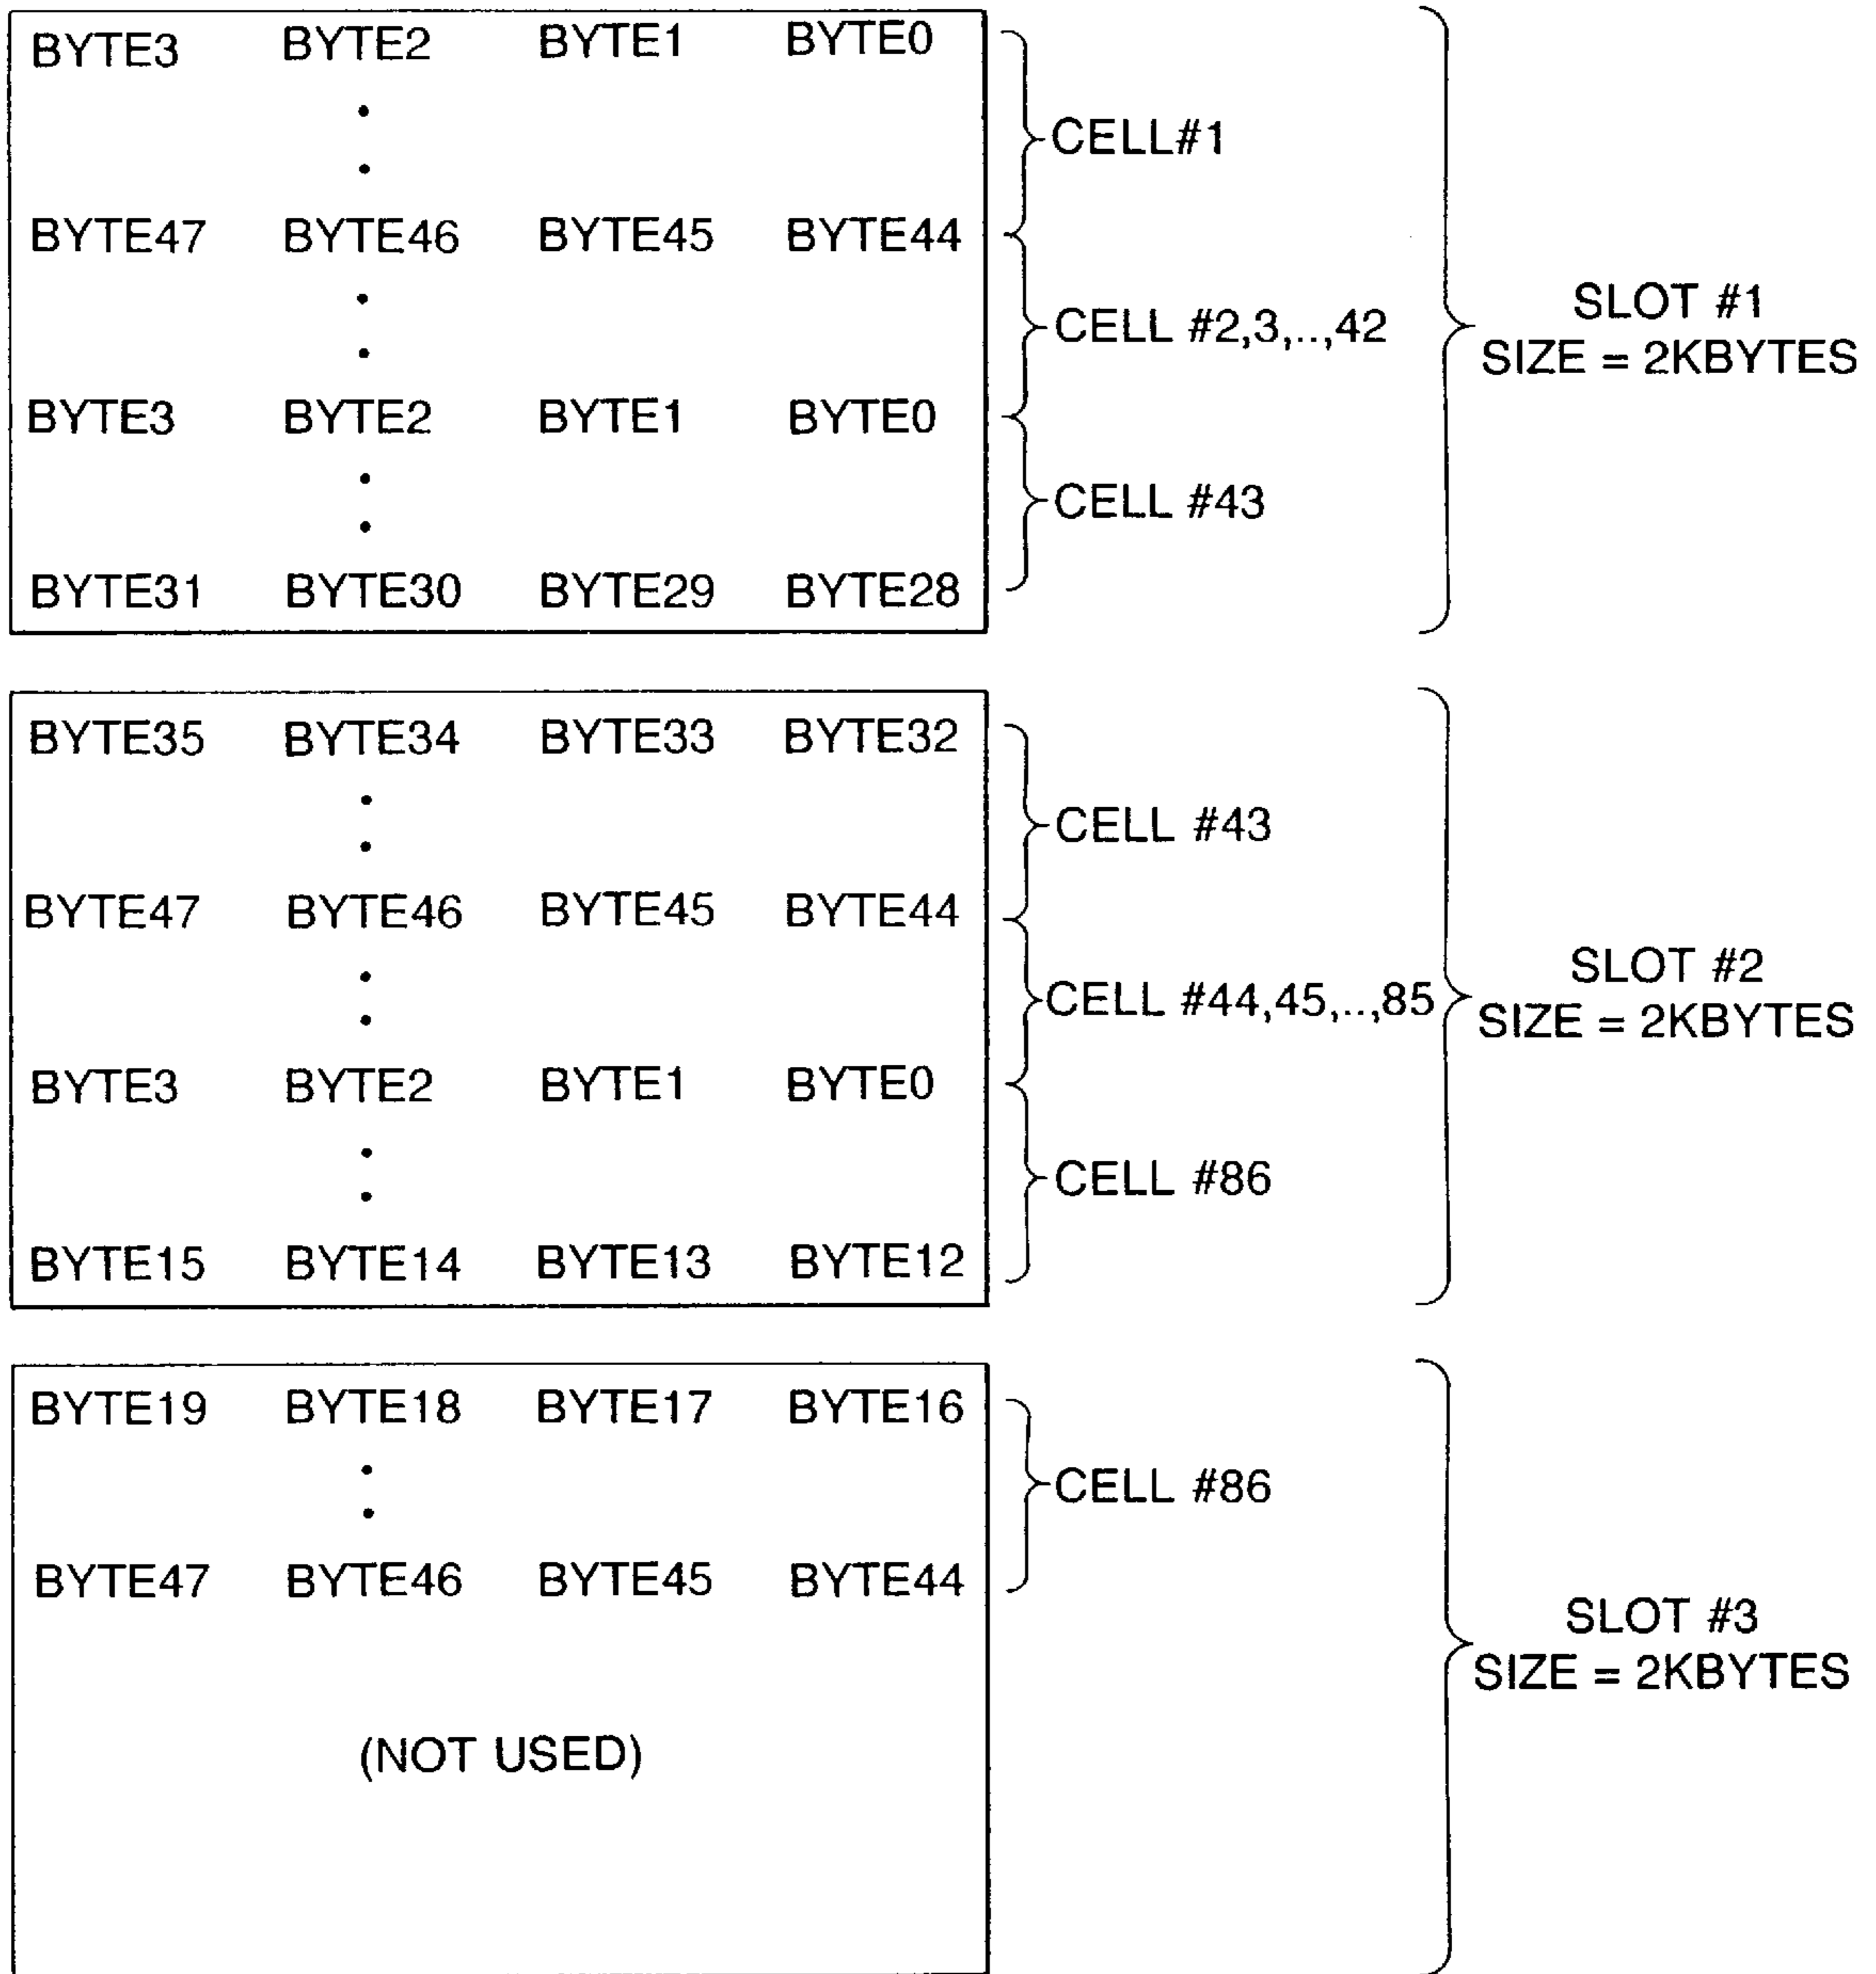 BYTE3 BYTE2 BYTE1 BYTE0
CELL#1
BYTE47 BYTE46 BYTE45 BYTE44
CELL #2,3,..,42
SLOT #1
SIZE = 2KBYTES
BYTE3 BYTE2 BYTE1 BYTE0
CELL #43
BYTE31 BYTE30 BYTE29 BYTE28
BYTE35 BYTE34 BYTE33 BYTE32
CELL #43
BYTE47 BYTE46 BYTE45 BYTE44
CELL #44,45,..,85
SLOT #2
SIZE = 2KBYTES
BYTE3 BYTE2 BYTE1 BYTE0
CELL #86
BYTE15 BYTE14 BYTE13 BYTE12
BYTE19 BYTE18 BYTE17 BYTE16
CELL #86
BYTE47 BYTE46 BYTE45 BYTE44
SLOT #3
SIZE = 2KBYTES
(NOT USED)